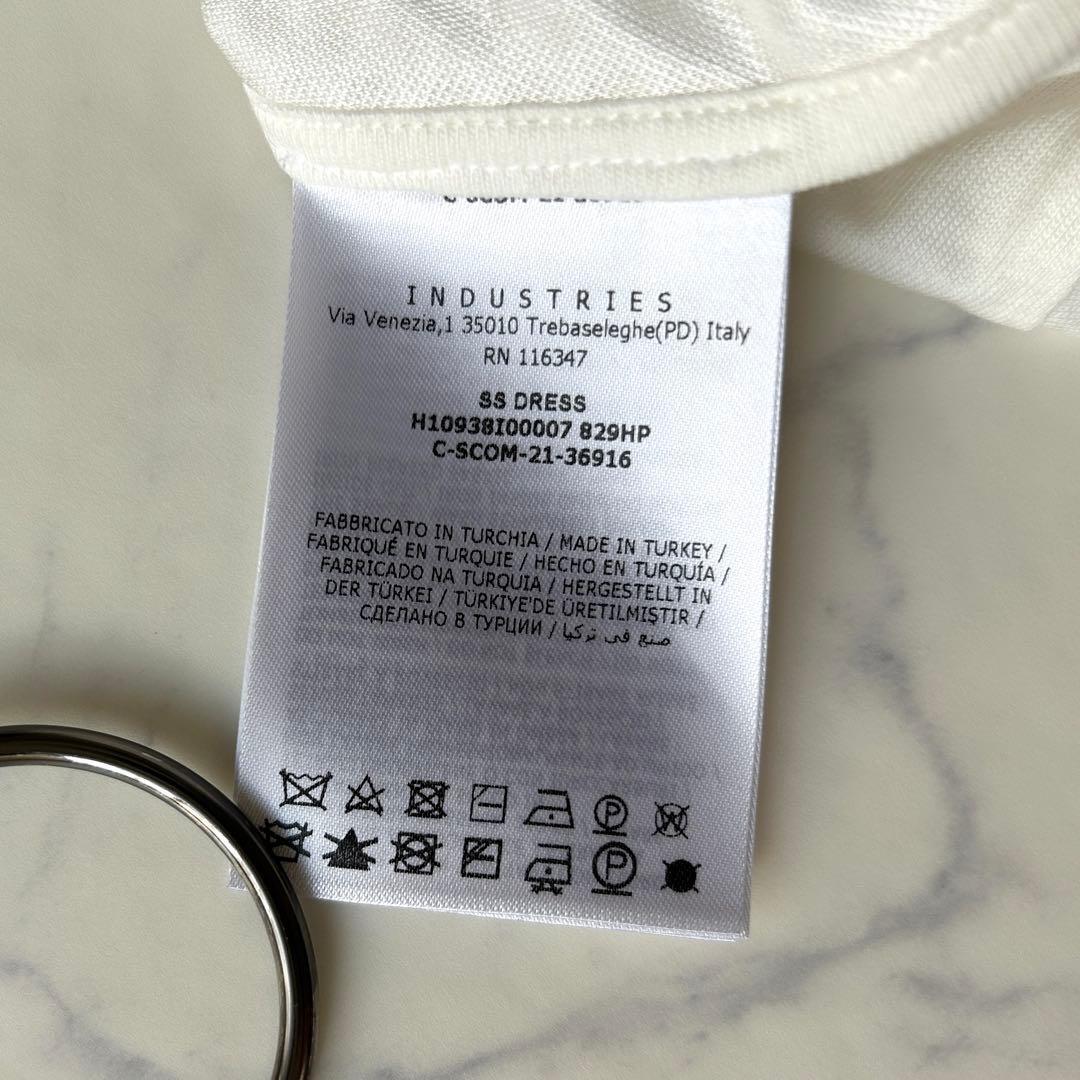 INDUSTRIES
Via Venezia,1 35010 Trebaseleghe(PD) Italy
RN 116347
SS DRESS
H10938I00007 829HP
C-SCOM-21-36916
FABBRICATO IN TURCHIA / MADE IN TURKEY /
FABRIQUÉ EN TURQUIE / HECHO EN TURQUÍA /
FABRICADO NA TURQUIA / HERGESTELLT IN
DER TÜRKEI / TÜRKIYE'DE ÜRETILMIŞTIR /
СДЕЛАНО В ТУРЦИИ / صنع في تركيا
P W
P